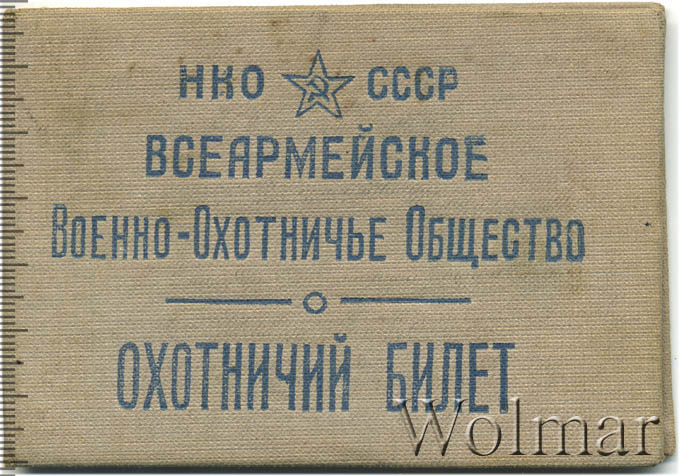 НКО СССР
ВСЕАРМЕЙСКОЕ
ВОЕННО-ОХОТНИЧЬЕ ОБЩЕСТВО
ОХОТНИЧИЙ БИЛЕТ
Wolmar